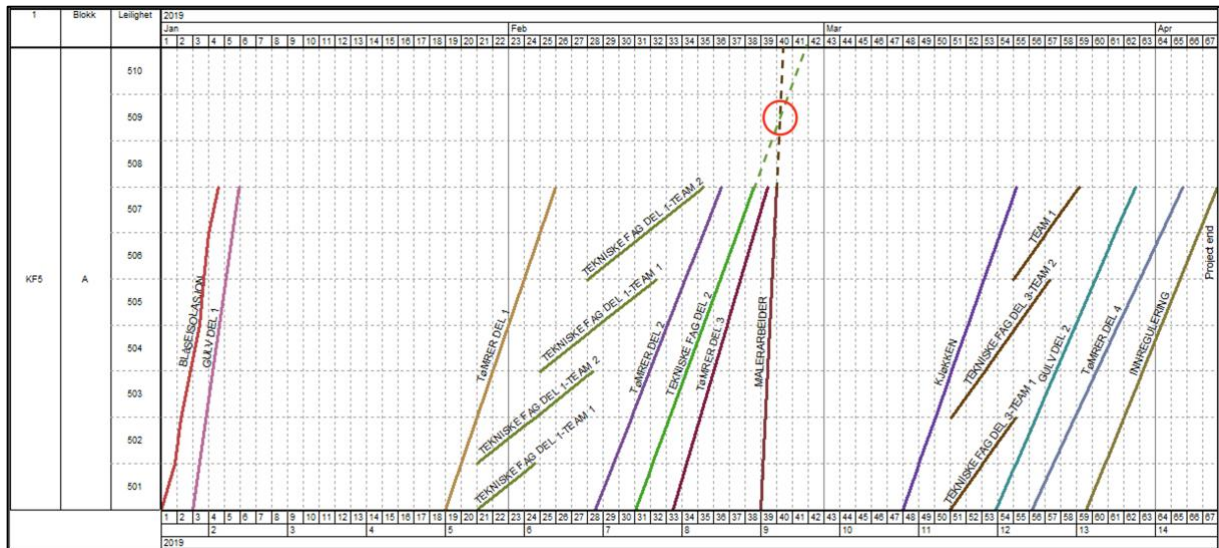 1 Blokk Leilighet 2019
Jan Feb Mar Apr
1 2 3 4 5 6 7 8 9 10 11 12 13 14 15 16 17 18 19 20 21 22 23 24 25 26 27 28 29 30 31 32 33 34 35 36 37 38 39 40 41 42 43 44 45 46 47 48 49 50 51 52 53 54 55 56 57 58 59 60 61 62 63 64 65 66 67
510
509
508
507
506
KF5 A 505
504
503
502
501
BLÅSEISOLASJON
GULV DEL 1
TøMRER DEL 1
TEKNISKE FAG DEL 1-TEAM 2
TEKNISKE FAG DEL 1-TEAM 1
TEKNISKE FAG DEL 1-TEAM 2
TEKNISKE FAG DEL 1-TEAM 1
TøMRER DEL 2
TEKNISKE FAG DEL 2
TøMRER DEL 3
MALERARBEIDER
KJøKKEN
TEAM 1
TEKNISKE FAG DEL 3-TEAM 2
TEKNISKE FAG DEL 3-TEAM 1
GULV DEL 2
TøMRER DEL 4
INNREGULERING
Project end
1 2 3 4 5 6 7 8 9 10 11 12 13 14 15 16 17 18 19 20 21 22 23 24 25 26 27 28 29 30 31 32 33 34 35 36 37 38 39 40 41 42 43 44 45 46 47 48 49 50 51 52 53 54 55 56 57 58 59 60 61 62 63 64 65 66 67
2 3 4 5 6 7 8 9 10 11 12 13 14
2019